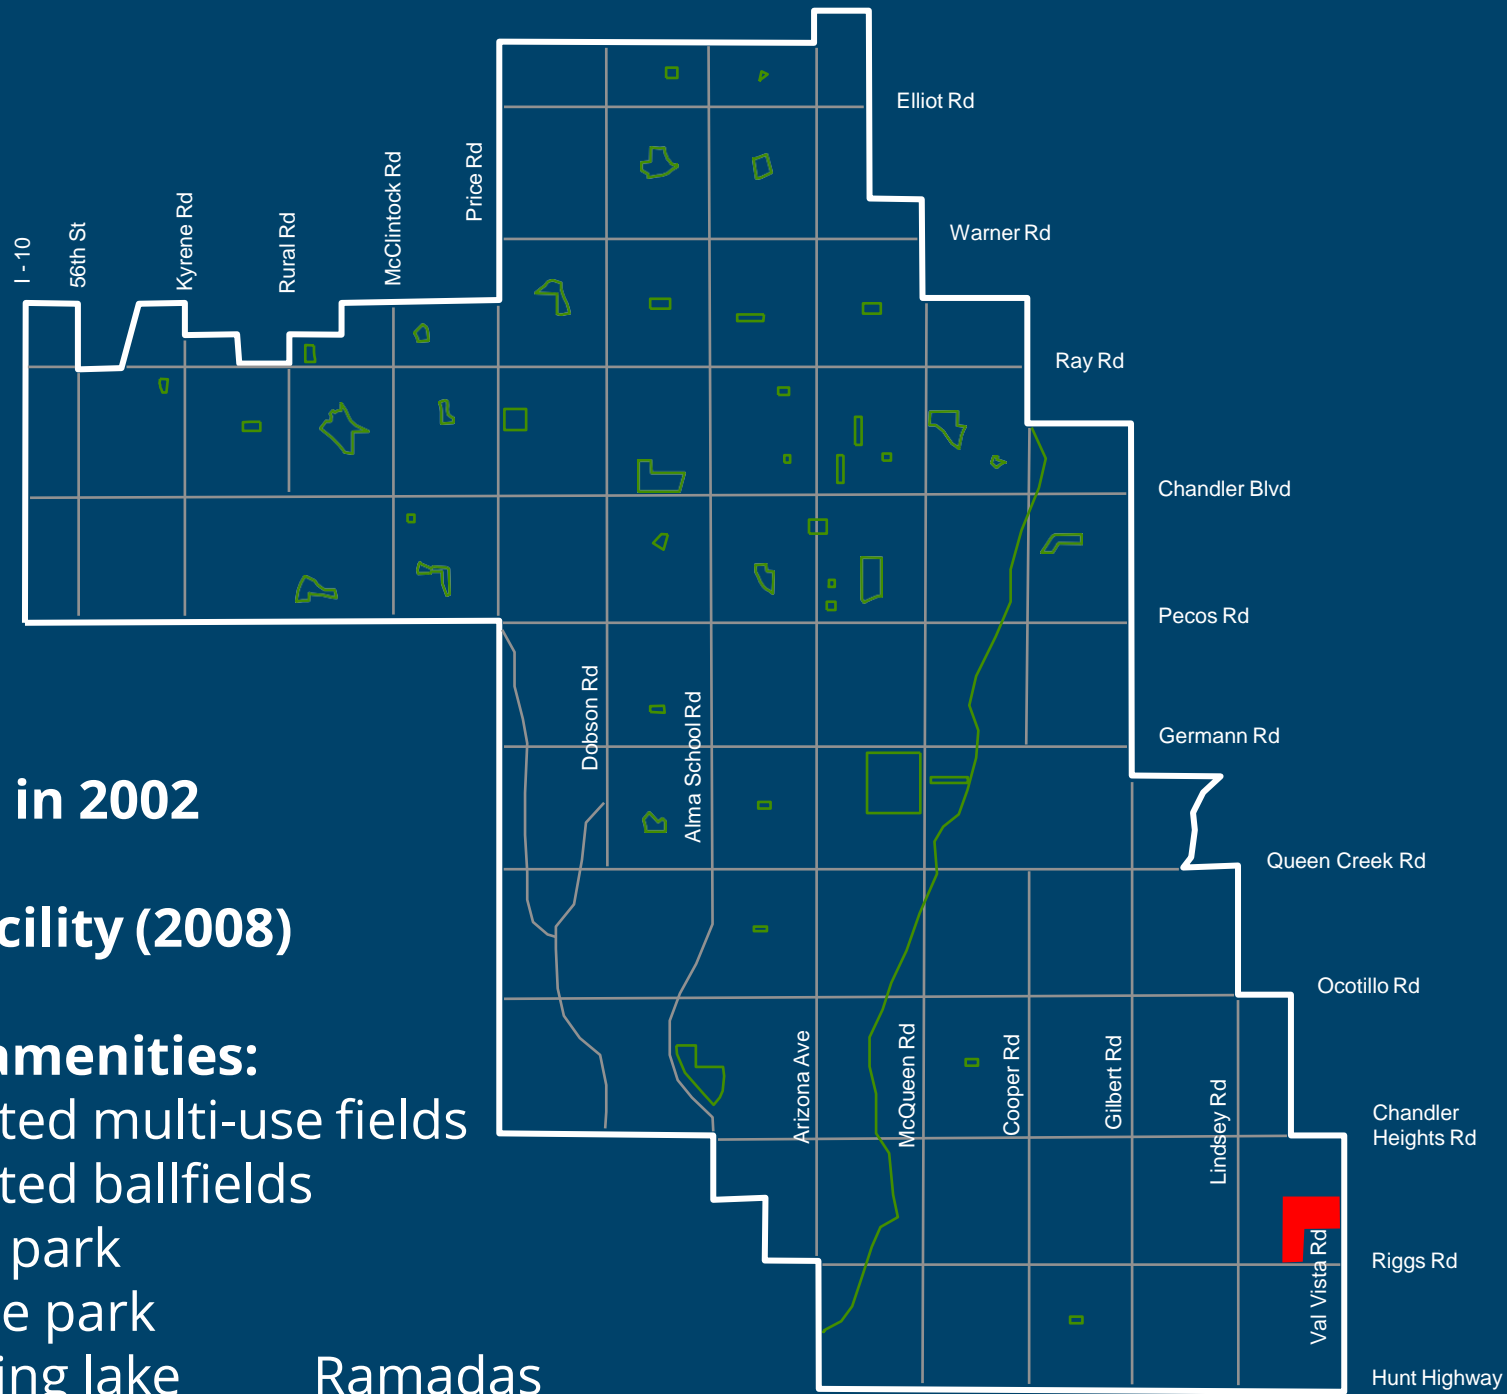 Elliot Rd
Warner Rd
I - 10
56th St
Kyrene Rd
Rural Rd
McClintock Rd
Price Rd
Ray Rd
Chandler Blvd
Pecos Rd
Dobson Rd
Alma School Rd
Germann Rd
in 2002
Queen Creek Rd
cility (2008)
Ocotillo Rd
amenities:
Arizona Ave
McQueen Rd
Cooper Rd
Gilbert Rd
Lindsey Rd
Chandler
Heights Rd
ted multi-use fields
ted ballfields
park
Val Vista Rd
Riggs Rd
e park
ing lake Ramadas
Hunt Highway